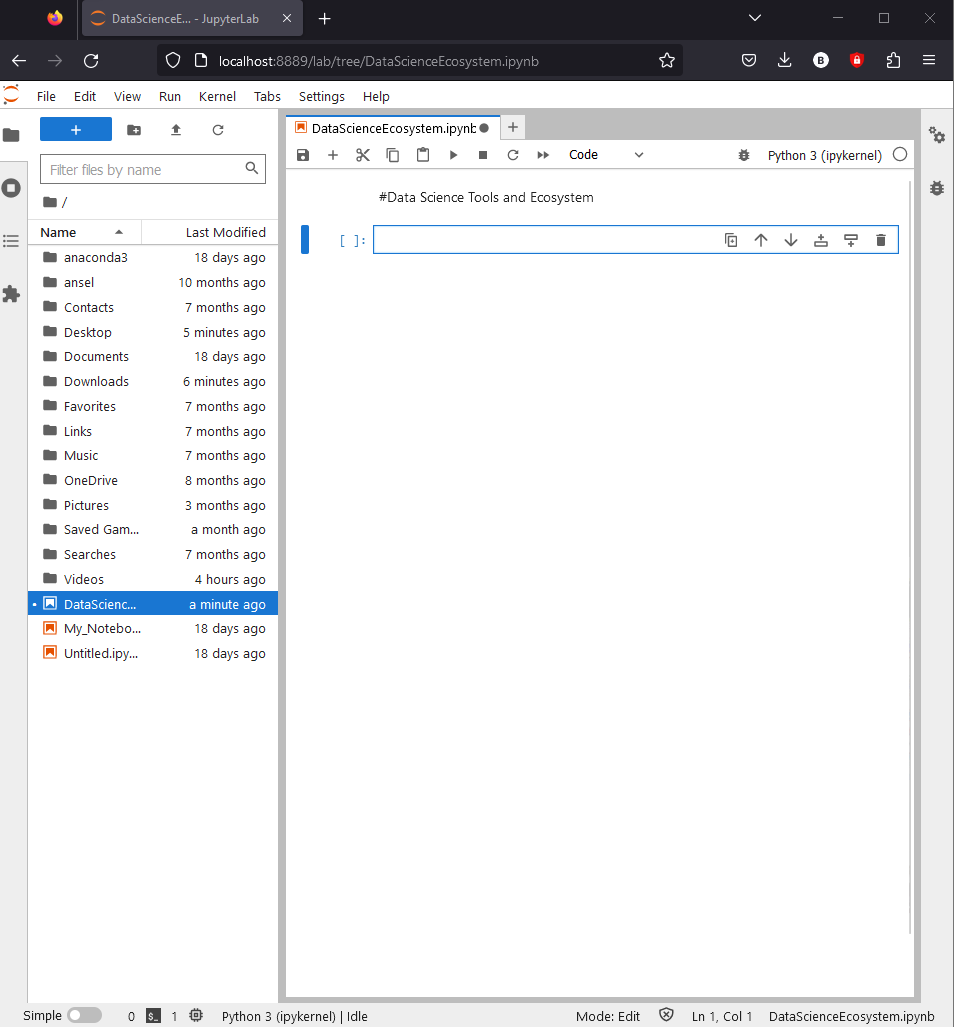 DataScienceE... - JupyterLab
localhost:8889/lab/tree/DataScienceEcosystem.ipynb
File Edit View Run Kernel Tabs Settings Help
Filter files by name
/
Name Last Modified
anaconda3 18 days ago
ansel 10 months ago
Contacts 7 months ago
Desktop 5 minutes ago
Documents 18 days ago
Downloads 6 minutes ago
Favorites 7 months ago
Links 7 months ago
Music 7 months ago
OneDrive 8 months ago
Pictures 3 months ago
Saved Gam... a month ago
Searches 7 months ago
Videos 4 hours ago
DataScienc... a minute ago
My_Notebo... 18 days ago
Untitled.ipy... 18 days ago
DataScienceEcosystem.ipynb
Code Python 3 (ipykernel)
#Data Science Tools and Ecosystem
[ ]:
Simple 0 $_ 1 Python 3 (ipykernel) | Idle Mode: Edit Ln 1, Col 1 DataScienceEcosystem.ipynb